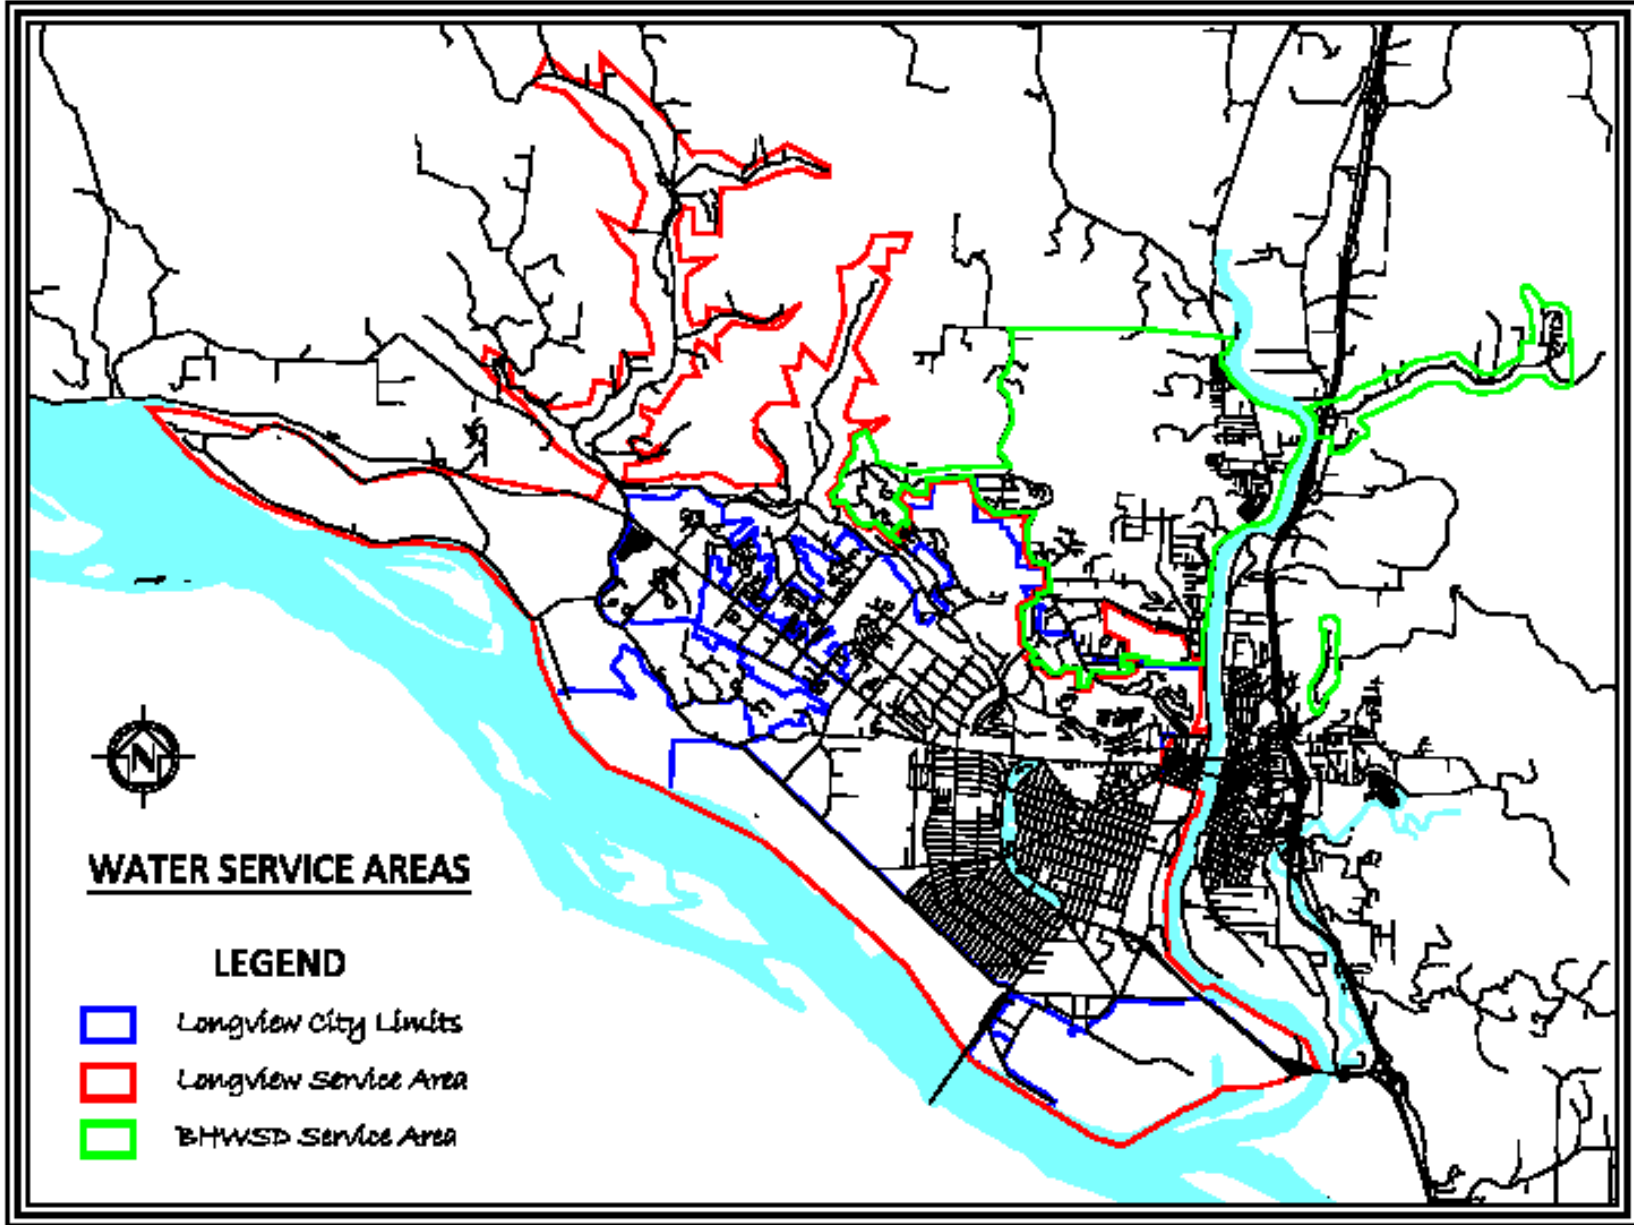 N
WATER SERVICE AREAS
LEGEND
Longview City Limits
Longview Service Area
BHWSD Service Area